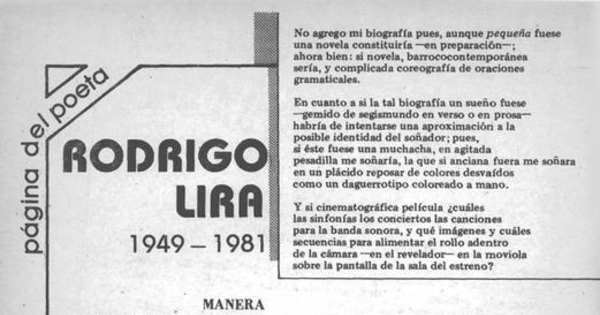 página del poeta
RODRIGO
LIRA
1949 – 1981
No agrego mi biografía pues, aunque pequeña fuese
una novela constituiría —en preparación—;
ahora bien: si novela, barrococontemporánea
sería, y complicada coreografía de oraciones
gramaticales.
En cuanto a si la tal biografía un sueño fuese
—gemido de segismundo en verso o en prosa—
habría de intentarse una aproximación a la
posible identidad del soñador; pues,
si éste fuese una muchacha, en agitada
pesadilla me soñaría, la que si anciana fuera me soñara
en un plácido reposar de colores desvaídos
como un daguerrotipo coloreado a mano.
Y si cinematográfica película ¿cuáles
las sinfonías los conciertos las canciones
para la banda sonora, y qué imágenes y cuáles
secuencias para alimentar el rollo adentro
de la cámara —en el revelador— en la moviola
sobre la pantalla de la sala del estreno?
MANERA